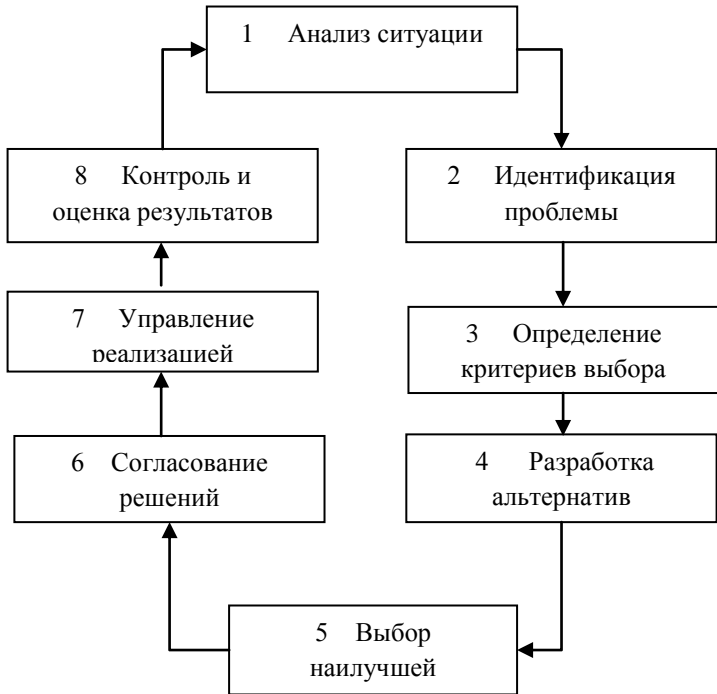 1 Анализ ситуации
2 Идентификация
проблемы
3 Определение
критериев выбора
4 Разработка
альтернатив
5 Выбор
наилучшей
6 Согласование
решений
7 Управление
реализацией
8 Контроль и
оценка результатов